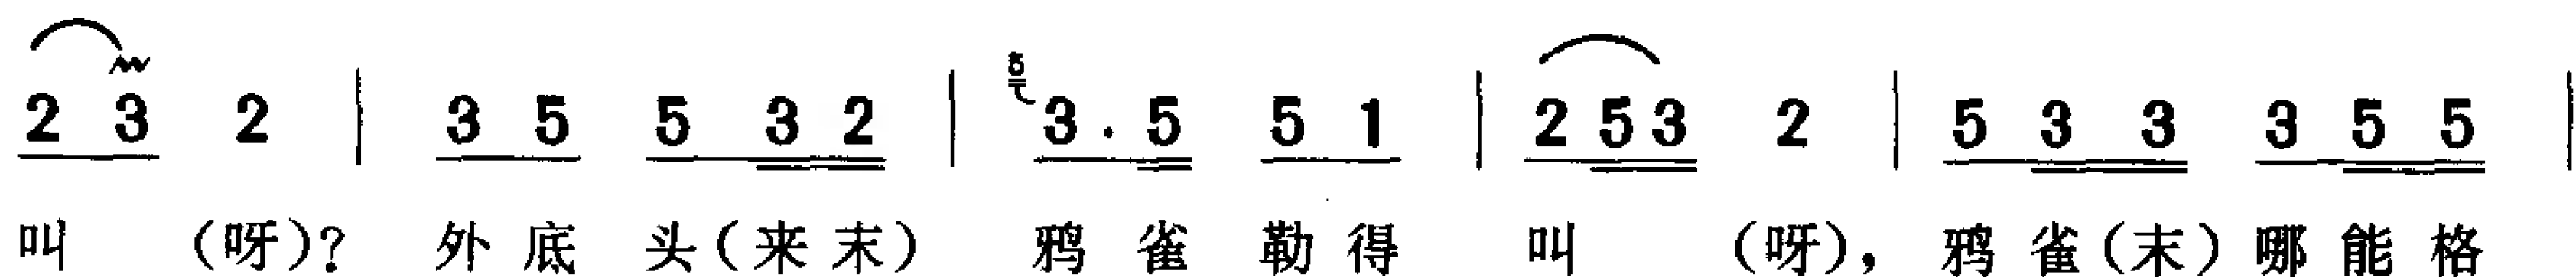 5
2 3 2 | 3 5 5 3 2 | 3 . 5 5 1 | 2 5 3 2 | 5 3 3 3 5 5 |
叫 (呀)? 外底头(来末) 鸦雀勒得 叫 (呀), 鸦雀(末)哪能格